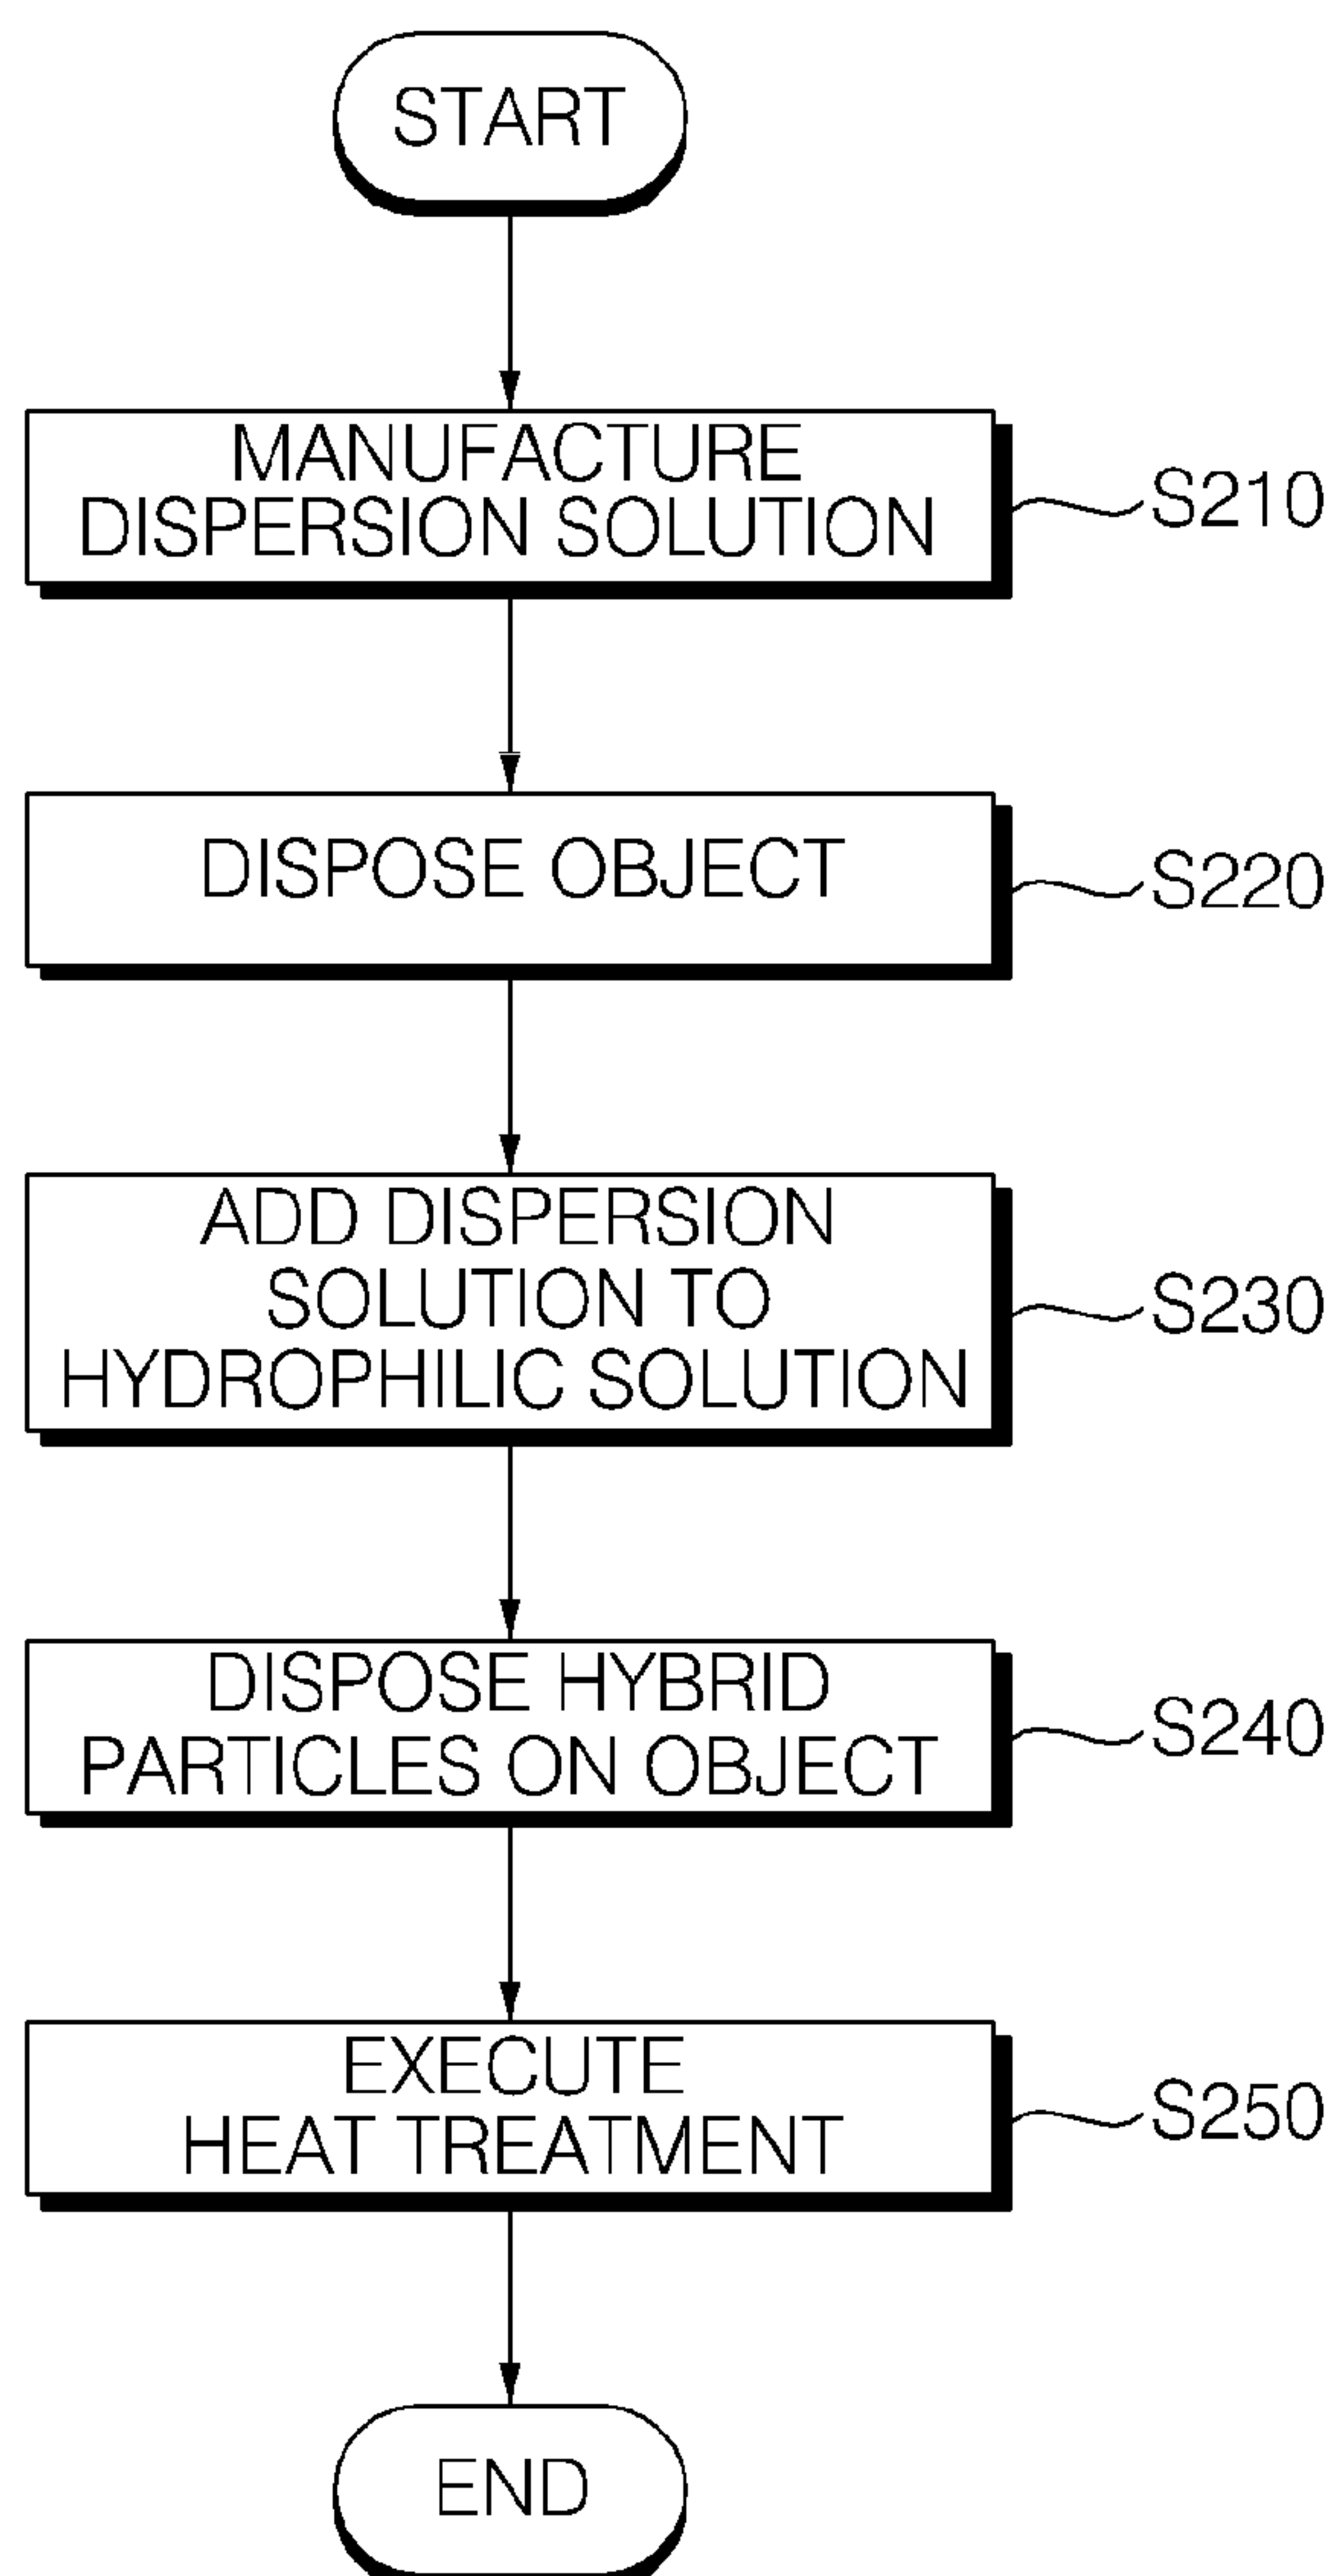 START
MANUFACTURE
DISPERSION SOLUTION
S210
DISPOSE OBJECT
S220
ADD DISPERSION
SOLUTION TO
HYDROPHILIC SOLUTION
S230
DISPOSE HYBRID
PARTICLES ON OBJECT
S240
EXECUTE
HEAT TREATMENT
S250
END